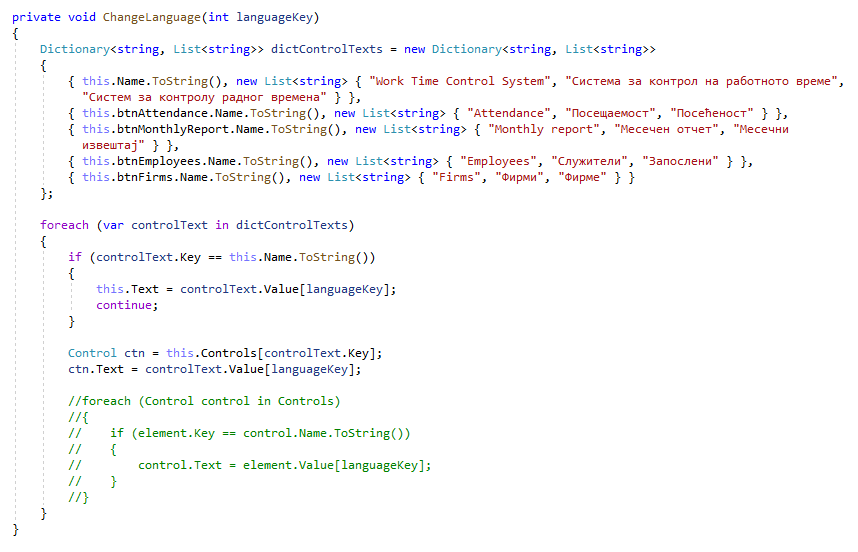 private void ChangeLanguage(int languageKey)
{
    Dictionary<string, List<string>> dictControlTexts = new Dictionary<string, List<string>>
    {
        { this.Name.ToString(), new List<string> { "Work Time Control System", "Система за контрол на работното време",
          "Систем за контролу радног времена" } },
        { this.btnAttendance.Name.ToString(), new List<string> { "Attendance", "Посещаемост", "Посећеност" } },
        { this.btnMonthlyReport.Name.ToString(), new List<string> { "Monthly report", "Месечен отчет", "Месечни
          извештај" } },
        { this.btnEmployees.Name.ToString(), new List<string> { "Employees", "Служители", "Запослени" } },
        { this.btnFirms.Name.ToString(), new List<string> { "Firms", "Фирми", "Фирме" } }
    };

    foreach (var controlText in dictControlTexts)
    {
        if (controlText.Key == this.Name.ToString())
        {
            this.Text = controlText.Value[languageKey];
            continue;
        }

        Control ctn = this.Controls[controlText.Key];
        ctn.Text = controlText.Value[languageKey];

        //foreach (Control control in Controls)
        //{
        //    if (element.Key == control.Name.ToString())
        //    {
        //        control.Text = element.Value[languageKey];
        //    }
        //}
    }
}